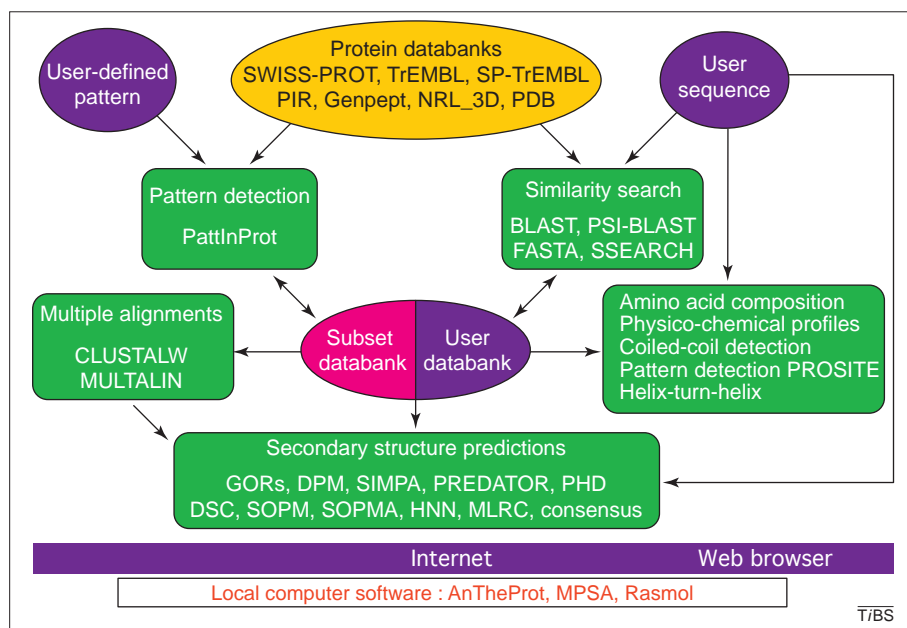 User-defined
pattern
Protein databanks
SWISS-PROT, TrEMBL, SP-TrEMBL
PIR, Genpept, NRL_3D, PDB
User
sequence
Pattern detection
PattInProt
Similarity search
BLAST, PSI-BLAST
FASTA, SSEARCH
Multiple alignments
CLUSTALW
MULTALIN
Subset
databank
User
databank
Amino acid composition
Physico-chemical profiles
Coiled-coil detection
Pattern detection PROSITE
Helix-turn-helix
Secondary structure predictions
GORs, DPM, SIMPA, PREDATOR, PHD
DSC, SOPM, SOPMA, HNN, MLRC, consensus
Internet
Web browser
Local computer software : AnTheProt, MPSA, Rasmol
TiBS